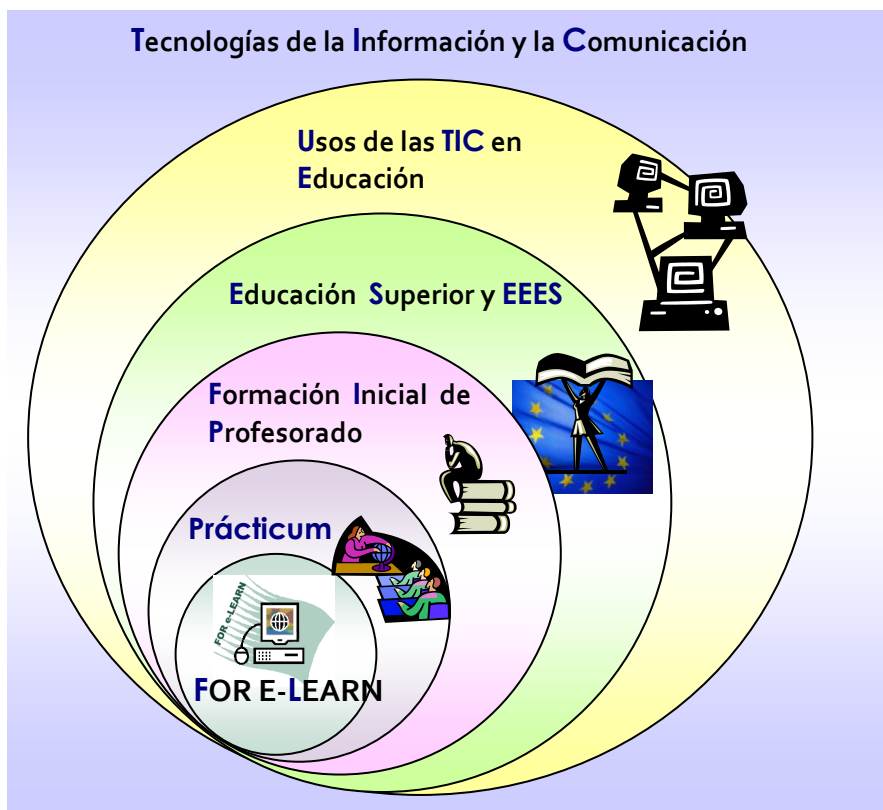 Tecnologías de la Información y la Comunicación
Usos de las TIC en
Educación
Educación Superior y EEES
Formación Inicial de
Profesorado
Prácticum
FOR e-LEARN
FOR E-LEARN